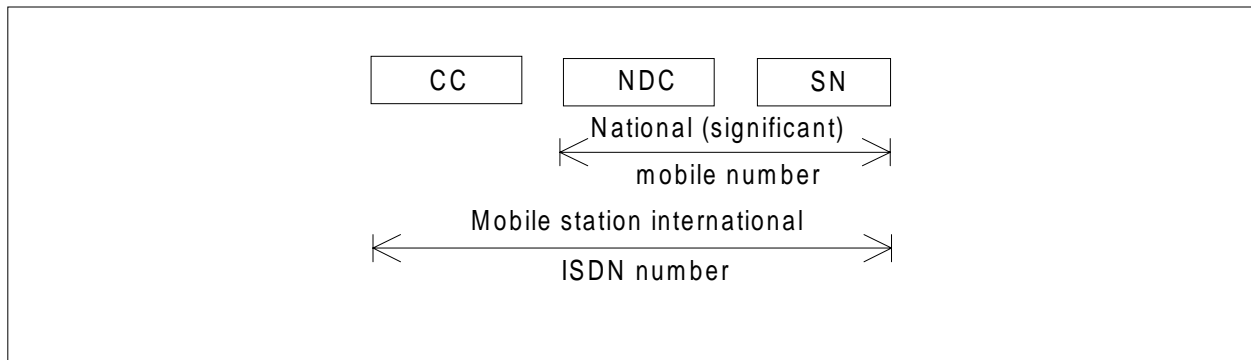 CC NDC SN
National (significant)
mobile number
Mobile station international
ISDN number